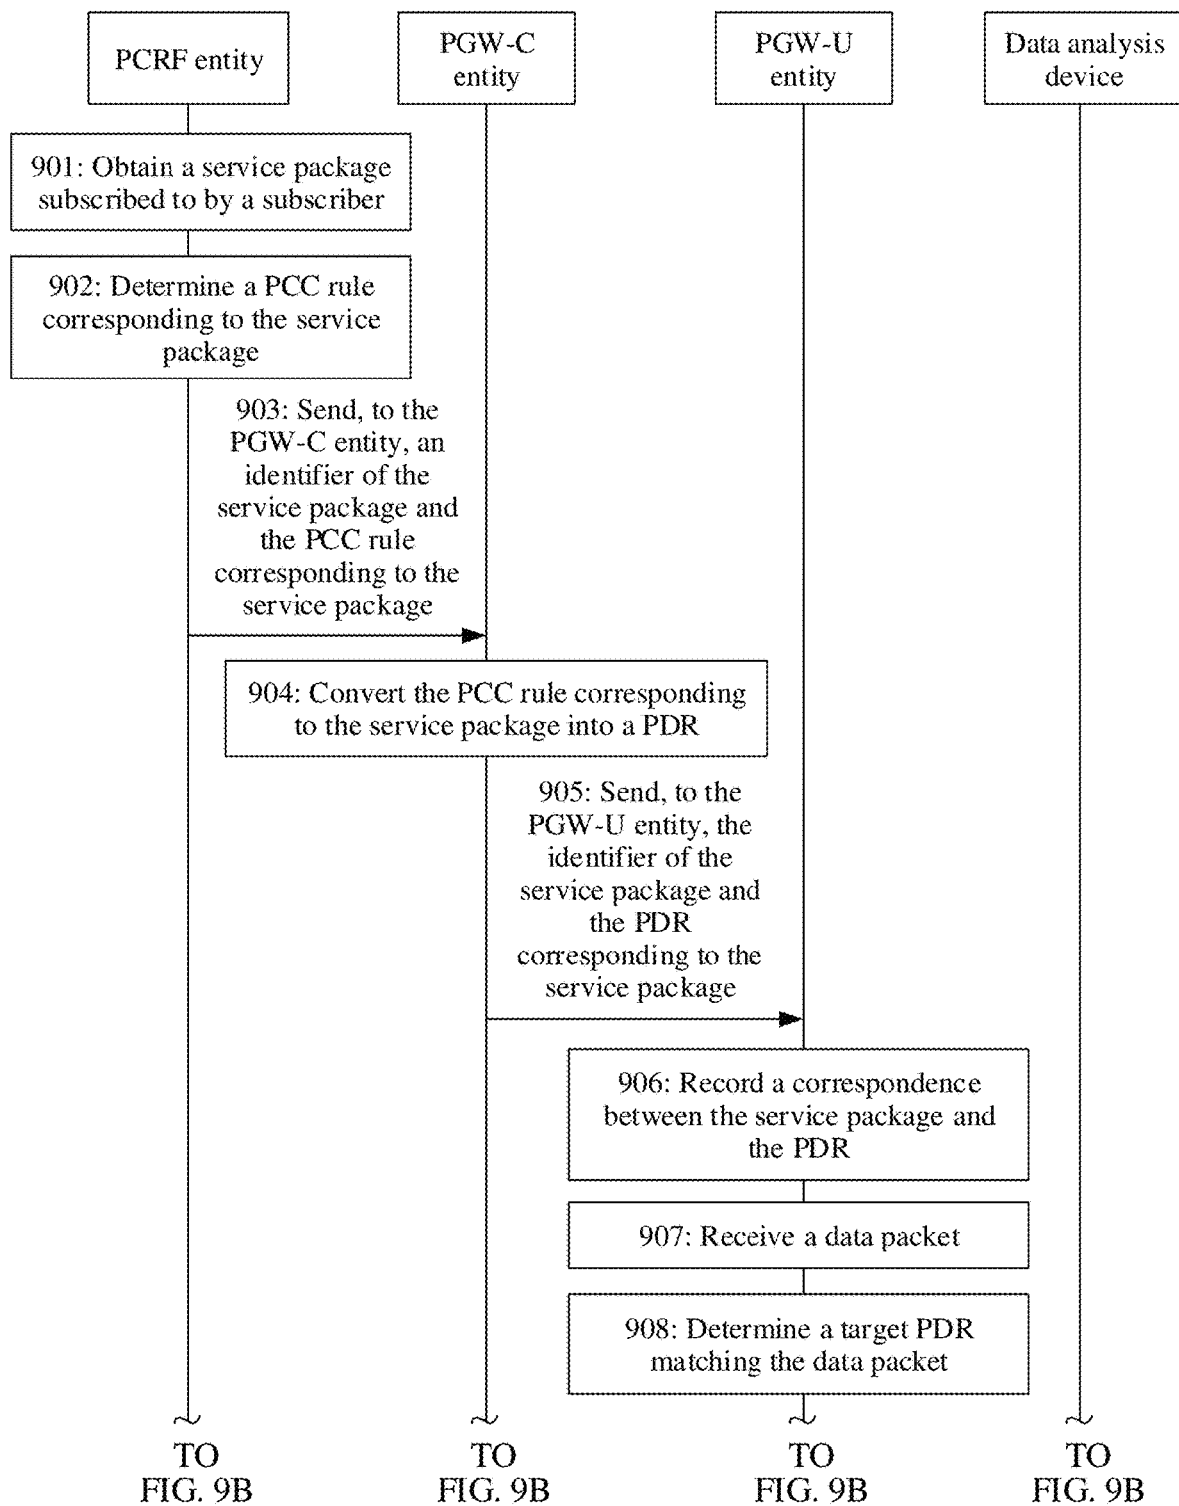 PCRF entity
PGW-C
entity
PGW-U
entity
Data analysis
device
901: Obtain a service package
subscribed to by a subscriber
902: Determine a PCC rule
corresponding to the service
package
903: Send, to the
PGW-C entity, an
identifier of the
service package and
the PCC rule
corresponding to the
service package
904: Convert the PCC rule corresponding
to the service package into a PDR
905: Send, to the
PGW-U entity, the
identifier of the
service package and
the PDR
corresponding to the
service package
906: Record a correspondence
between the service package and
the PDR
907: Receive a data packet
908: Determine a target PDR
matching the data packet
TO
FIG. 9B
TO
FIG. 9B
TO
FIG. 9B
TO
FIG. 9B